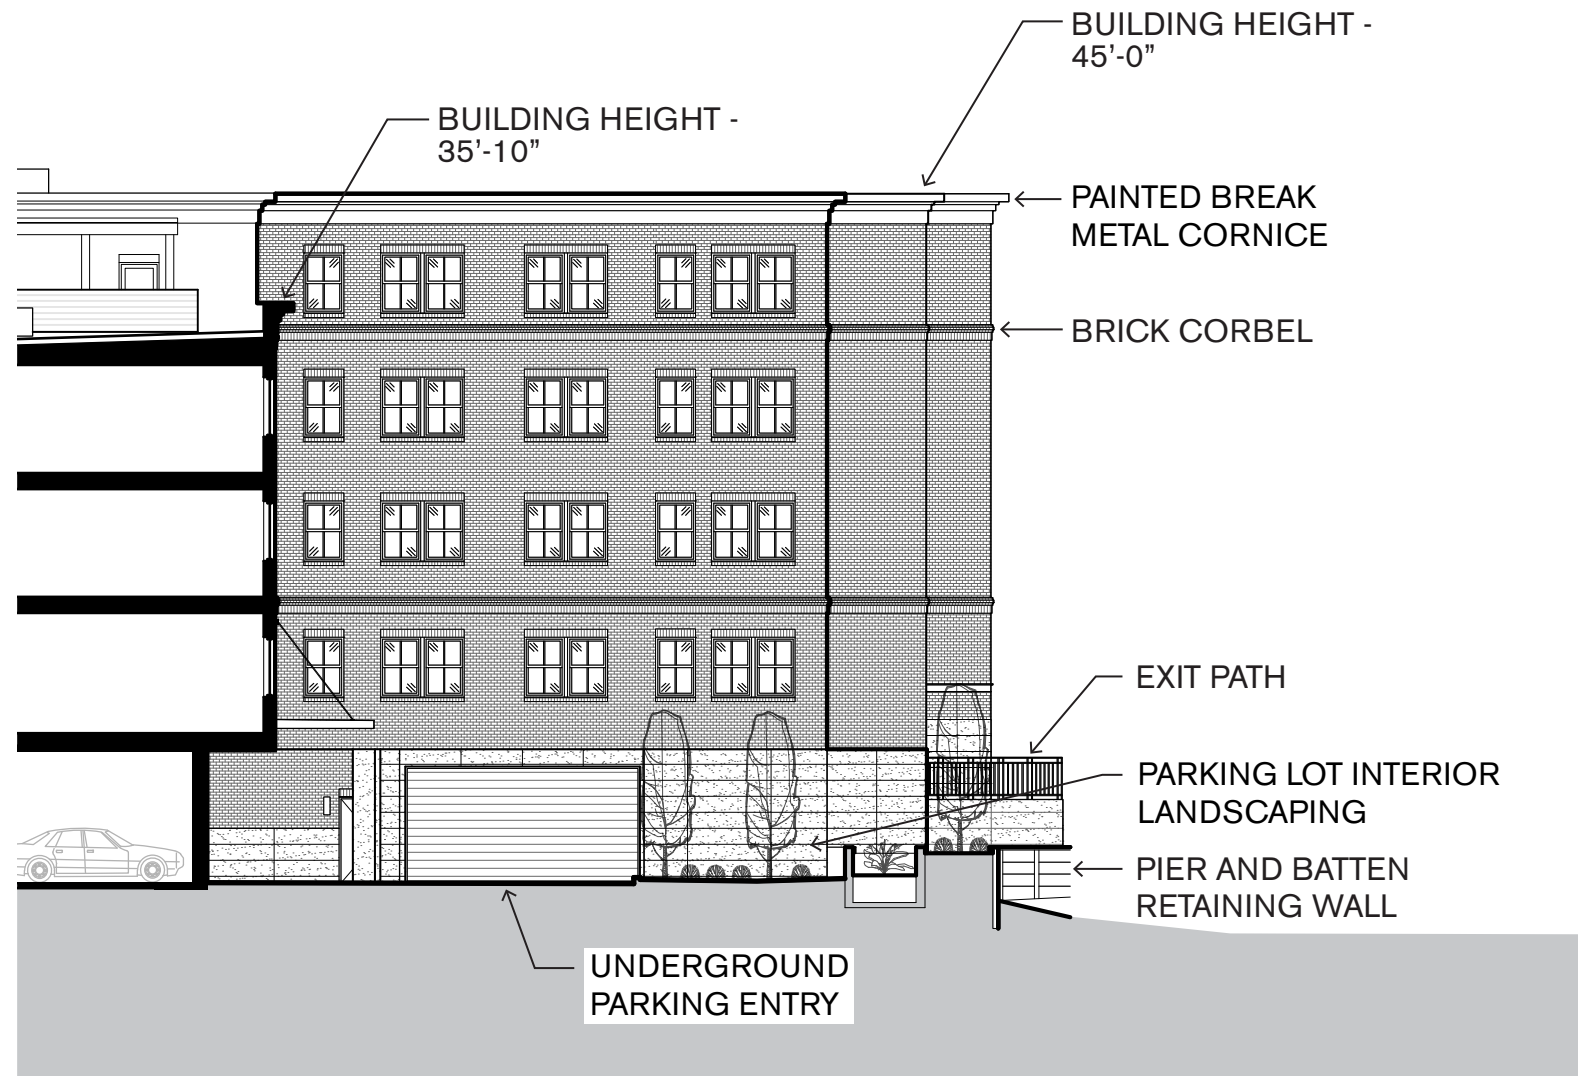 BUILDING HEIGHT -
45’-0”
BUILDING HEIGHT -
35’-10”
PAINTED BREAK
METAL CORNICE
BRICK CORBEL
EXIT PATH
PARKING LOT INTERIOR
LANDSCAPING
PIER AND BATTEN
RETAINING WALL
UNDERGROUND
PARKING ENTRY